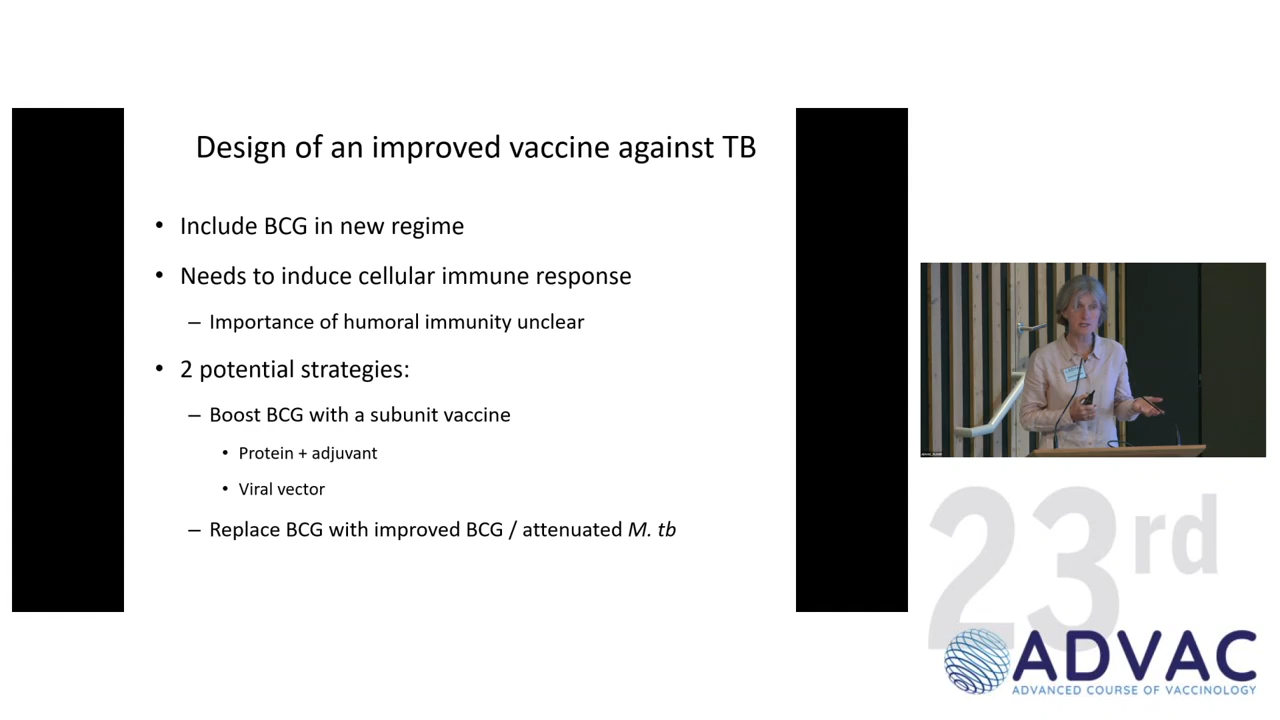 Design of an improved vaccine against TB
• Include BCG in new regime
• Needs to induce cellular immune response
– Importance of humoral immunity unclear
• 2 potential strategies:
– Boost BCG with a subunit vaccine
• Protein + adjuvant
• Viral vector
– Replace BCG with improved BCG / attenuated M. tb
23rd
ADVAC
ADVANCED COURSE OF VACCINOLOGY